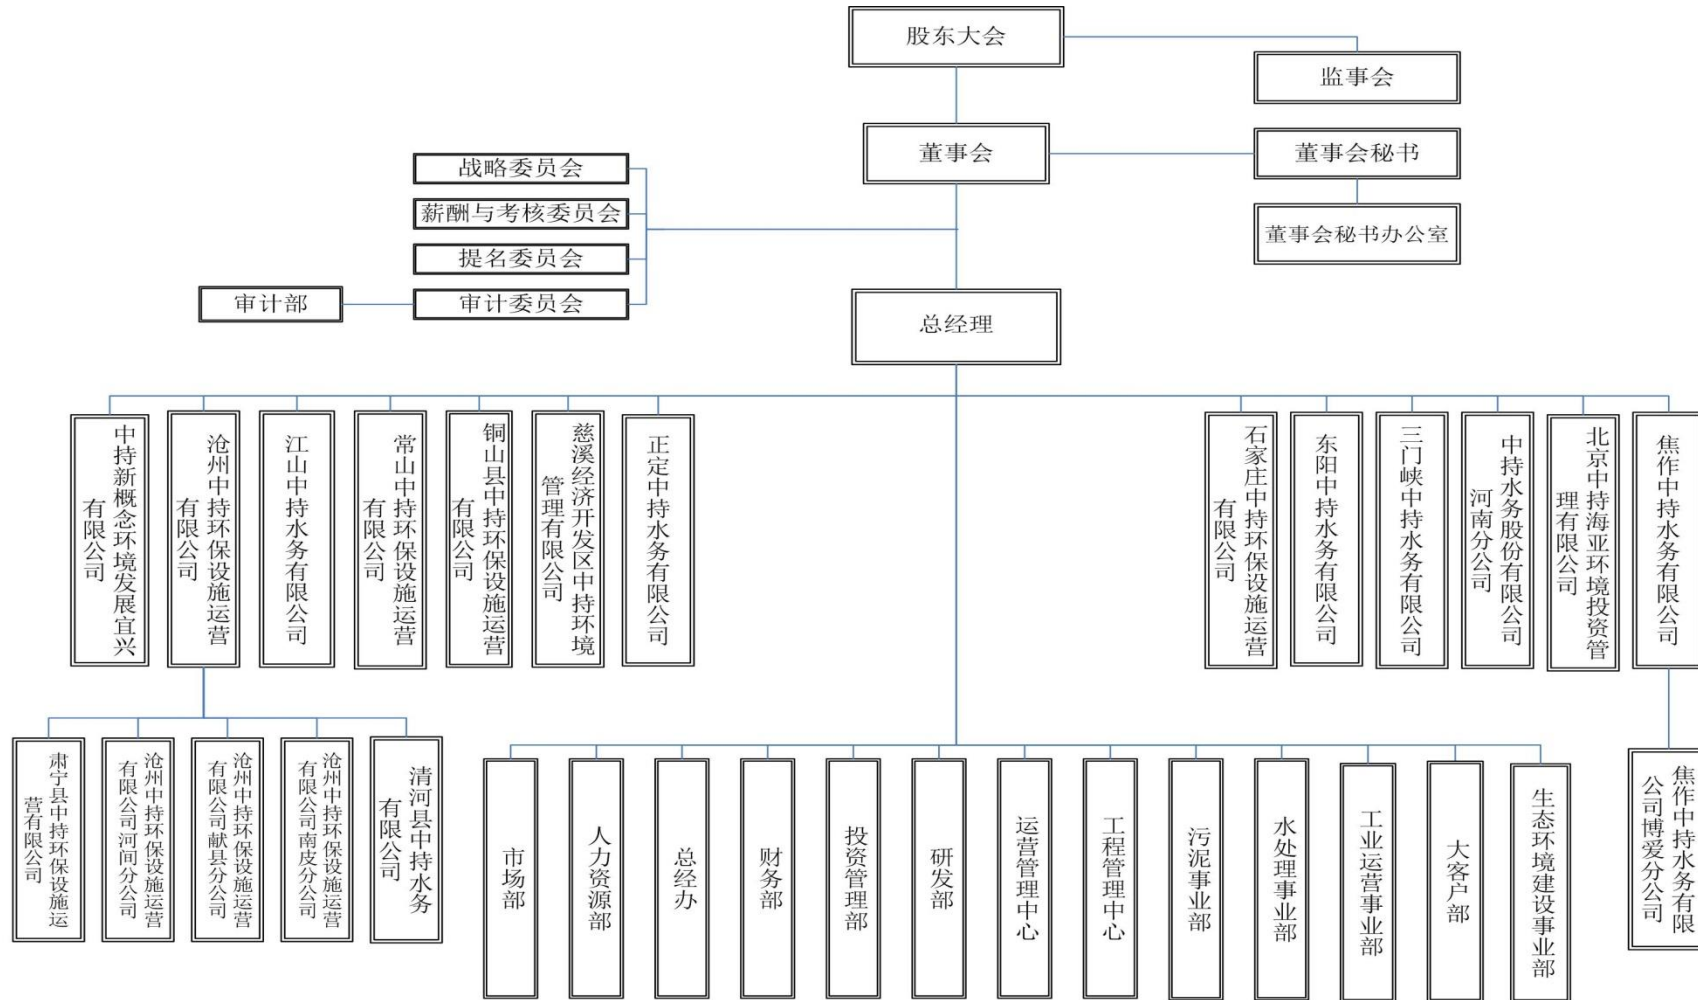 股东大会
监事会
董事会
董事会秘书
战略委员会
薪酬与考核委员会
董事会秘书办公室
提名委员会
审计部
审计委员会
总经理
中持新概念环境发展宜兴
有限公司
沧州中持环保设施运营
有限公司
江山中持水务有限公司
常山中持环保设施运营
有限公司
铜山县中持环保设施运营
有限公司
慈溪经济开发区中持环境
管理有限公司
正定中持水务有限公司
石家庄中持环保设施运营
有限公司
东阳中持水务有限公司
三门峡中持水务有限公司
中持水务股份有限公司
河南分公司
北京中持海亚环境投资管
理有限公司
焦作中持水务有限公司
肃宁县中持环保设施运
营有限公司
沧州中持环保设施运营
有限公司河间分公司
沧州中持环保设施运营
有限公司献县分公司
沧州中持环保设施运营
有限公司南皮分公司
清河县中持水务
有限公司
市场部
人力资源部
总经办
财务部
投资管理部
研发部
运营管理中心
工程管理中心
污泥事业部
水处理事业部
工业运营事业部
大客户部
生态环境建设事业部
焦作中持水务有限
公司博爱分公司